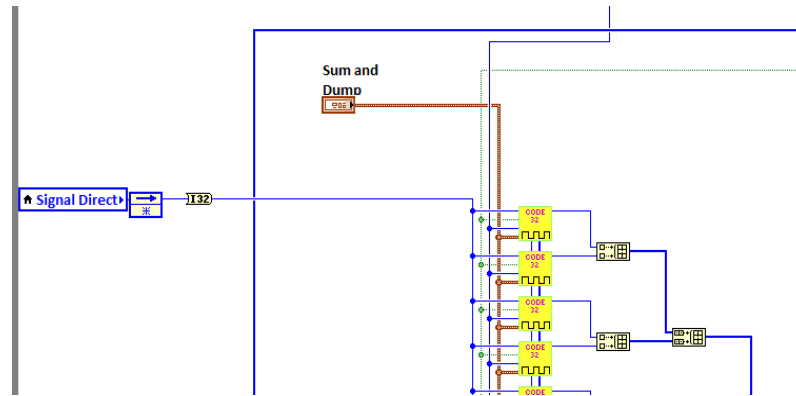 Sum and
Dump
Signal Direct
I32
CODE
32
CODE
32
CODE
32
CODE
32
CODE